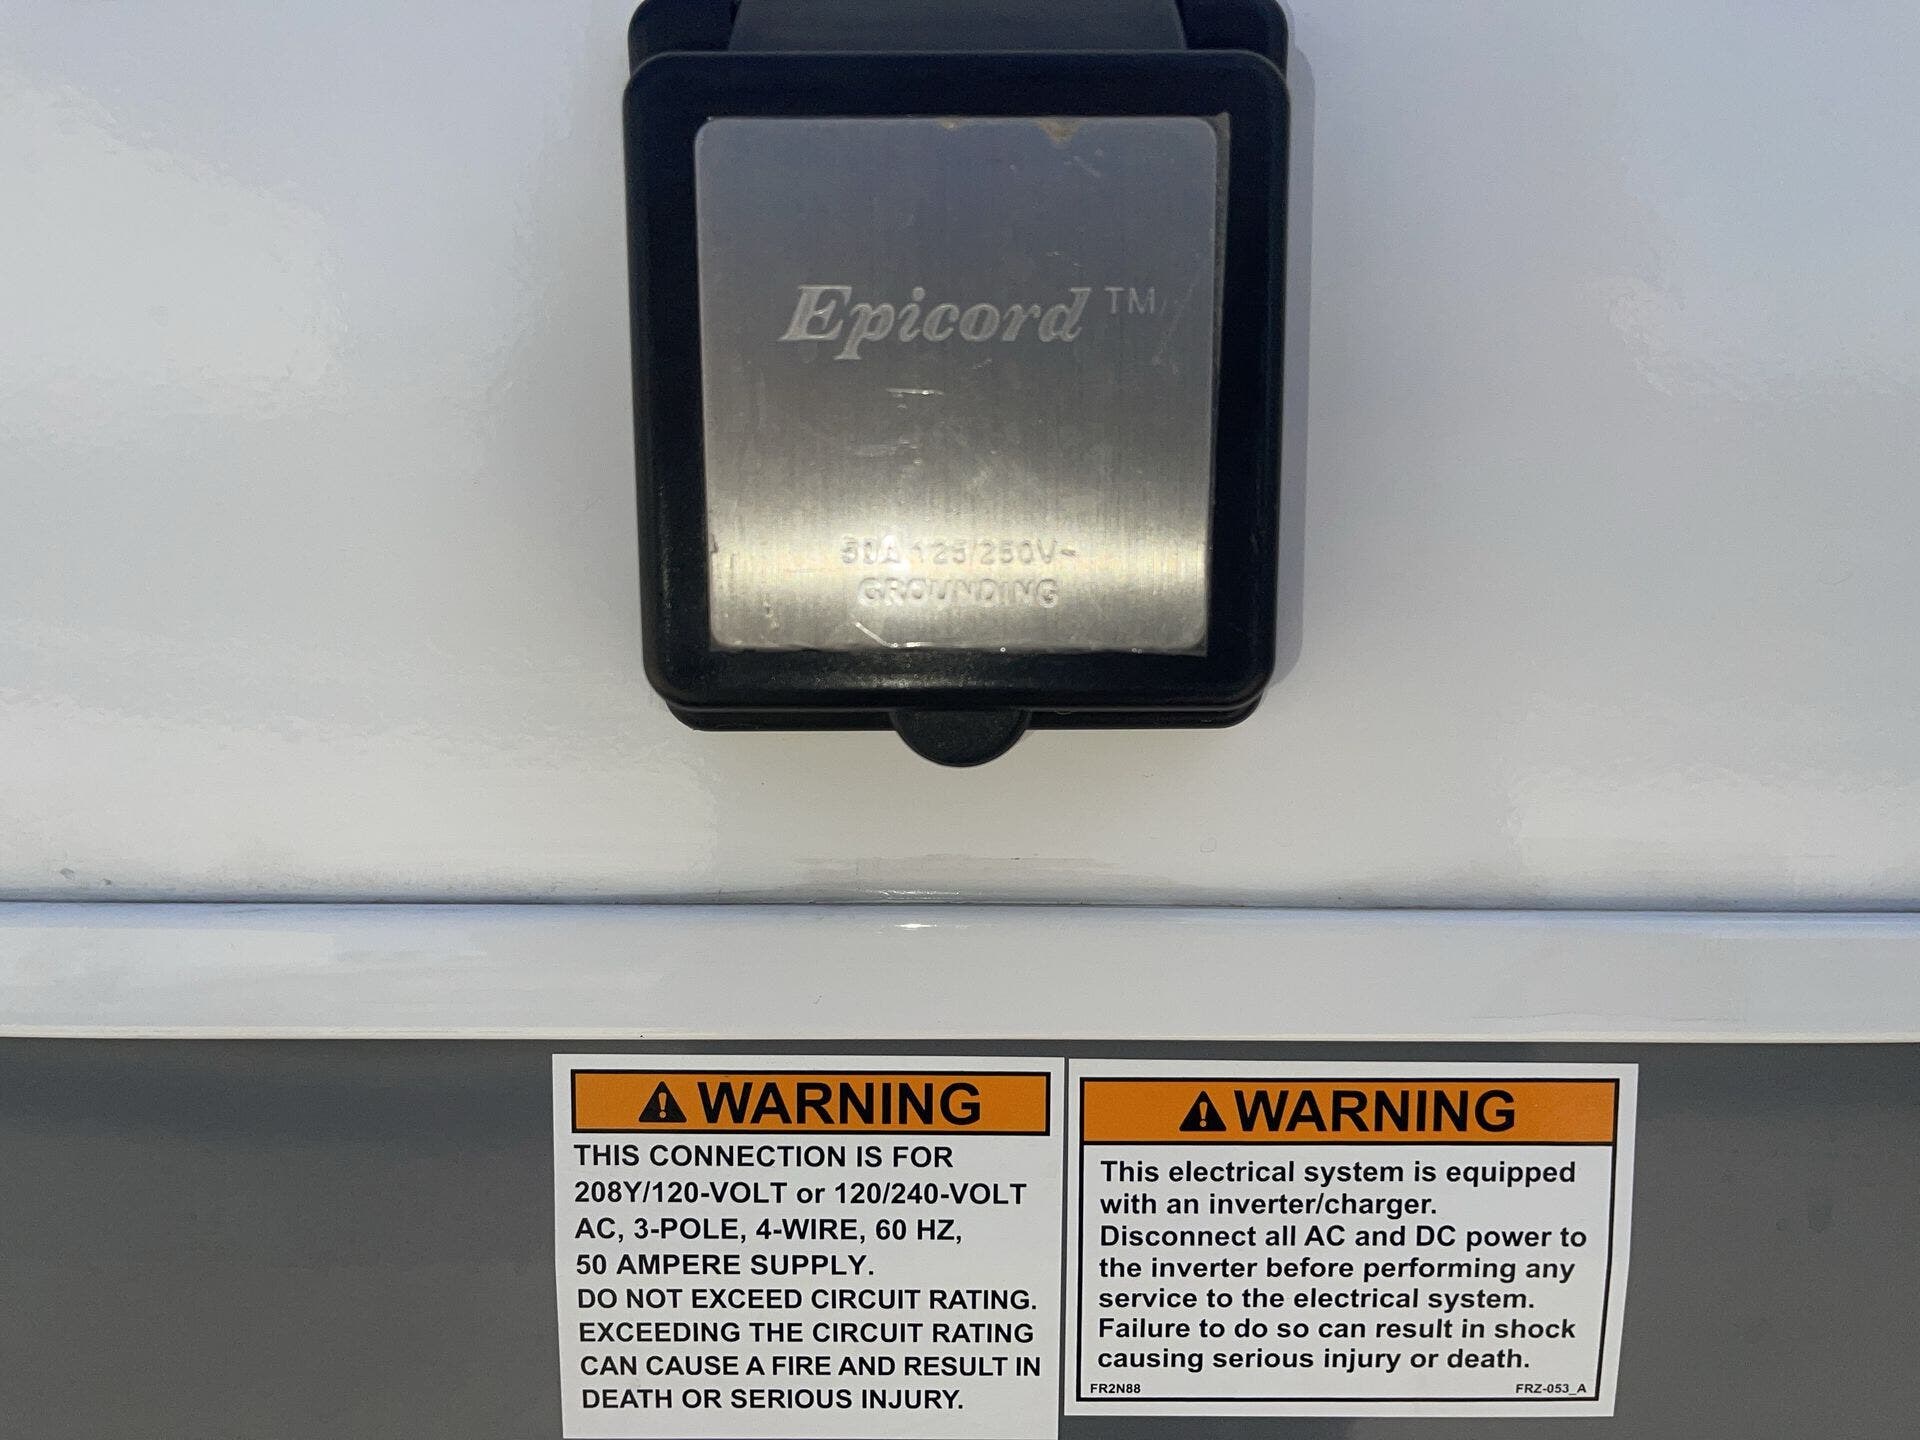 Epicord™
50A 125/250V~
GROUNDING
WARNING
THIS CONNECTION IS FOR
208Y/120-VOLT or 120/240-VOLT
AC, 3-POLE, 4-WIRE, 60 HZ,
50 AMPERE SUPPLY.
DO NOT EXCEED CIRCUIT RATING.
EXCEEDING THE CIRCUIT RATING
CAN CAUSE A FIRE AND RESULT IN
DEATH OR SERIOUS INJURY.
WARNING
This electrical system is equipped
with an inverter/charger.
Disconnect all AC and DC power to
the inverter before performing any
service to the electrical system.
Failure to do so can result in shock
causing serious injury or death.
FR2N88
FRZ-053_A